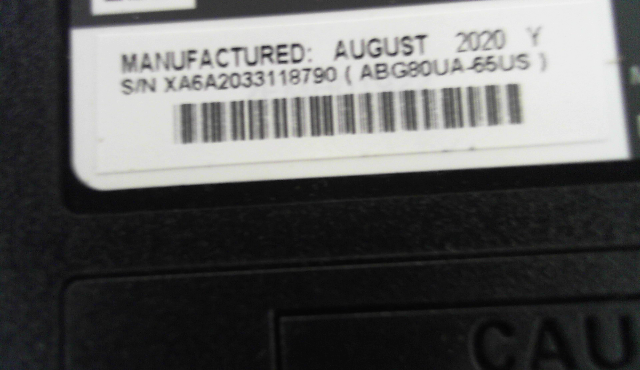 MANUFACTURED: AUGUST 2020 Y
S/N XA6A2033118790 ( ABG80UA-65US )
CAU